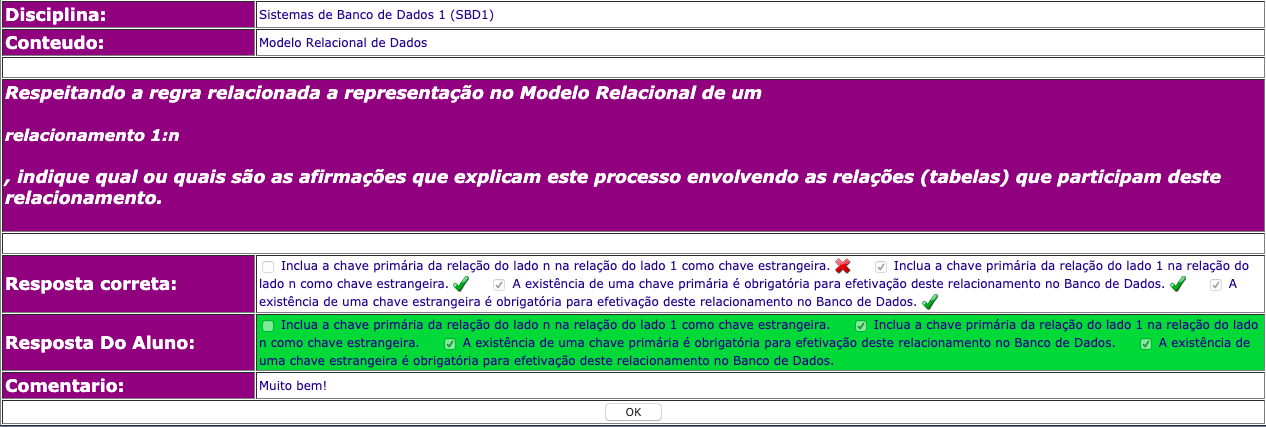 Disciplina: Sistemas de Banco de Dados 1 (SBD1)
Conteudo: Modelo Relacional de Dados
Respeitando a regra relacionada a representação no Modelo Relacional de um
relacionamento 1:n
, indique qual ou quais são as afirmações que explicam este processo envolvendo as relações (tabelas) que participam deste
relacionamento.
Resposta correta:
Inclua a chave primária da relação do lado n na relação do lado 1 como chave estrangeira. Inclua a chave primária da relação do lado 1 na relação do
lado n como chave estrangeira. A existência de uma chave primária é obrigatória para efetivação deste relacionamento no Banco de Dados. A
existência de uma chave estrangeira é obrigatória para efetivação deste relacionamento no Banco de Dados.
Resposta Do Aluno:
Inclua a chave primária da relação do lado n na relação do lado 1 como chave estrangeira. Inclua a chave primária da relação do lado 1 na relação do lado
n como chave estrangeira. A existência de uma chave primária é obrigatória para efetivação deste relacionamento no Banco de Dados. A existência de
uma chave estrangeira é obrigatória para efetivação deste relacionamento no Banco de Dados.
Comentario: Muito bem!
OK